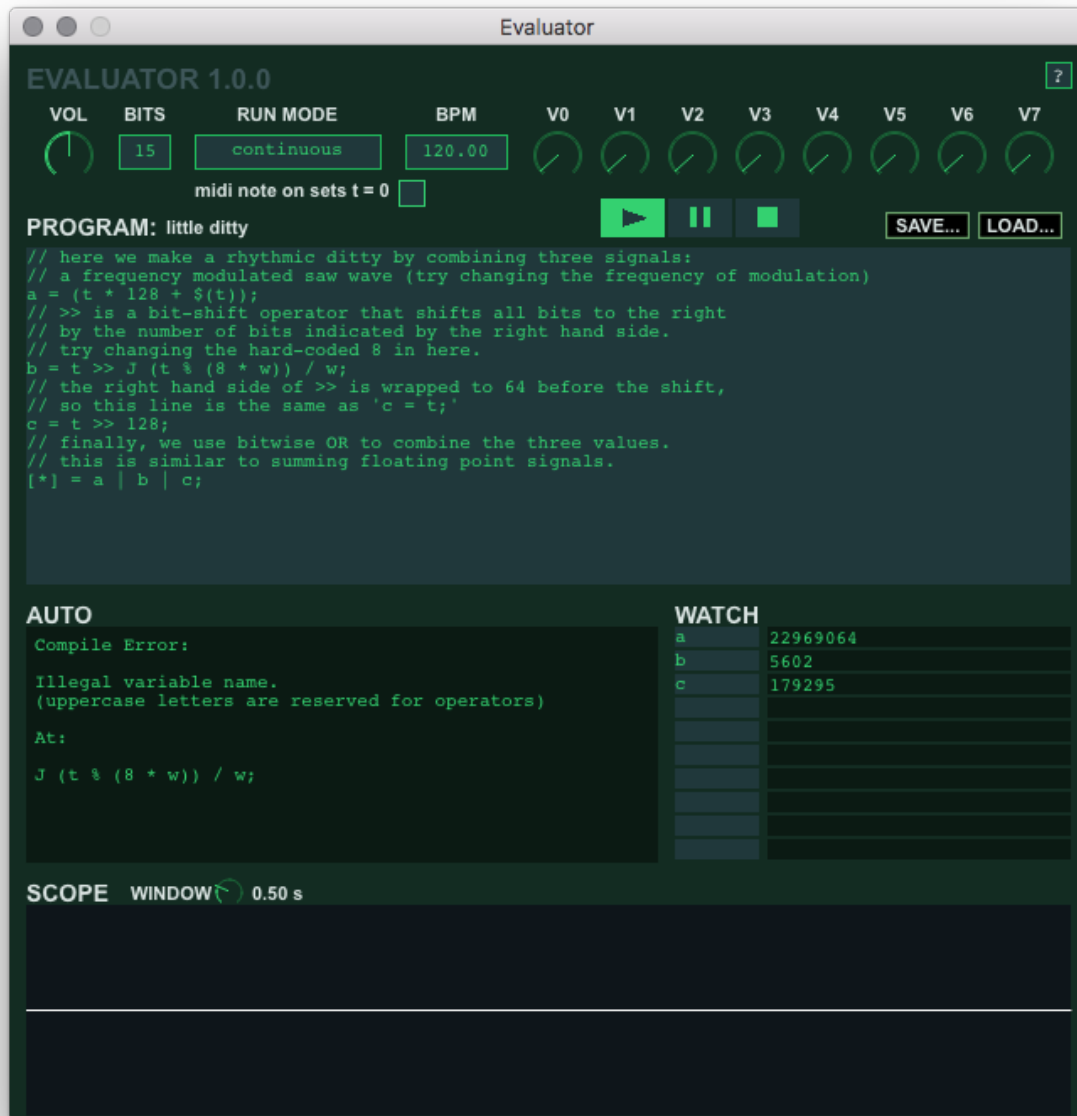 Evaluator
EVALUATOR 1.0.0 ?
VOL BITS RUN MODE BPM V0 V1 V2 V3 V4 V5 V6 V7
15 continuous 120.00
midi note on sets t = 0
PROGRAM: little ditty SAVE... LOAD...
// here we make a rhythmic ditty by combining three signals:
// a frequency modulated saw wave (try changing the frequency of modulation)
a = (t * 128 + $(t));
// >> is a bit-shift operator that shifts all bits to the right
// by the number of bits indicated by the right hand side.
// try changing the hard-coded 8 in here.
b = t >> J (t % (8 * w)) / w;
// the right hand side of >> is wrapped to 64 before the shift,
// so this line is the same as 'c = t;'
c = t >> 128;
// finally, we use bitwise OR to combine the three values.
// this is similar to summing floating point signals.
[*] = a | b | c;
AUTO
Compile Error:
Illegal variable name.
(uppercase letters are reserved for operators)
At:
J (t % (8 * w)) / w;
WATCH
a 22969064
b 5602
c 179295
SCOPE WINDOW 0.50 s